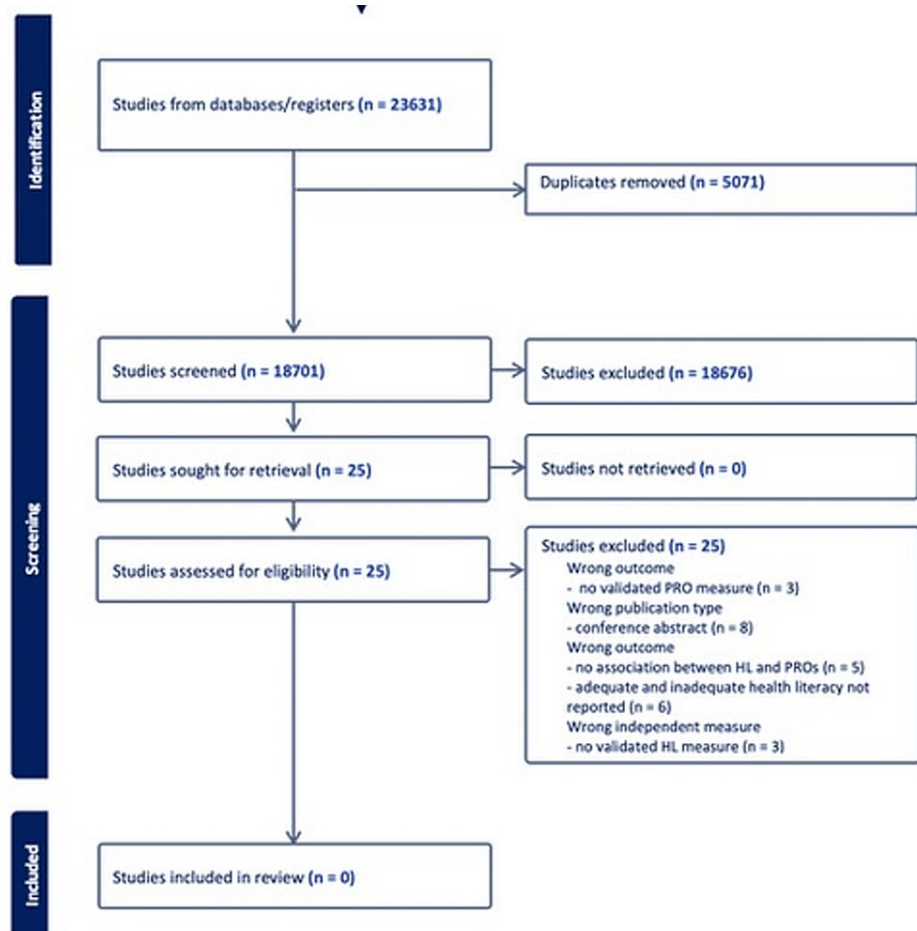 Identification
Studies from databases/registers (n = 23631)
Duplicates removed (n = 5071)
Screening
Studies screened (n = 18701)
Studies excluded (n = 18676)
Studies sought for retrieval (n = 25)
Studies not retrieved (n = 0)
Studies assessed for eligibility (n = 25)
Studies excluded (n = 25)
Wrong outcome
- no validated PRO measure (n = 3)
Wrong publication type
- conference abstract (n = 8)
Wrong outcome
- no association between HL and PROs (n = 5)
- adequate and inadequate health literacy not
reported (n = 6)
Wrong independent measure
- no validated HL measure (n = 3)
Included
Studies included in review (n = 0)